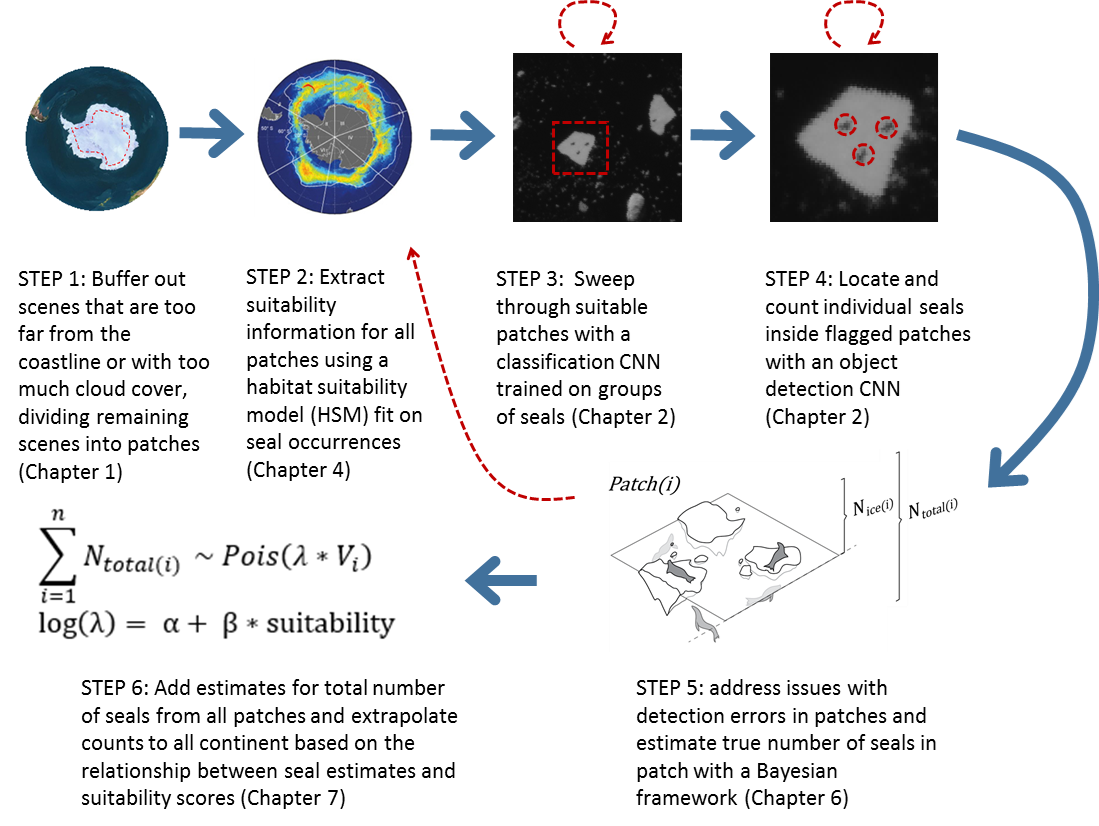 STEP 1: Buffer out
scenes that are too
far from the
coastline or with too
much cloud cover,
dividing remaining
scenes into patches
(Chapter 1)
STEP 2: Extract
suitability
information for all
patches using a
habitat suitability
model (HSM) fit on
seal occurrences
(Chapter 4)
STEP 3:  Sweep
through suitable
patches with a
classification CNN
trained on groups
of seals (Chapter 2)
STEP 4: Locate and
count individual seals
inside flagged patches
with an object
detection CNN
(Chapter 2)
Patch(i)
N ice(i)
N total(i)
n
∑ N total(i) ~ Pois(λ * V i)
i=1
log(λ) = α + β * suitability
STEP 5: address issues with
detection errors in patches and
estimate true number of seals in
patch with a Bayesian
framework (Chapter 6)
STEP 6: Add estimates for total number
of seals from all patches and extrapolate
counts to all continent based on the
relationship between seal estimates and
suitability scores (Chapter 7)